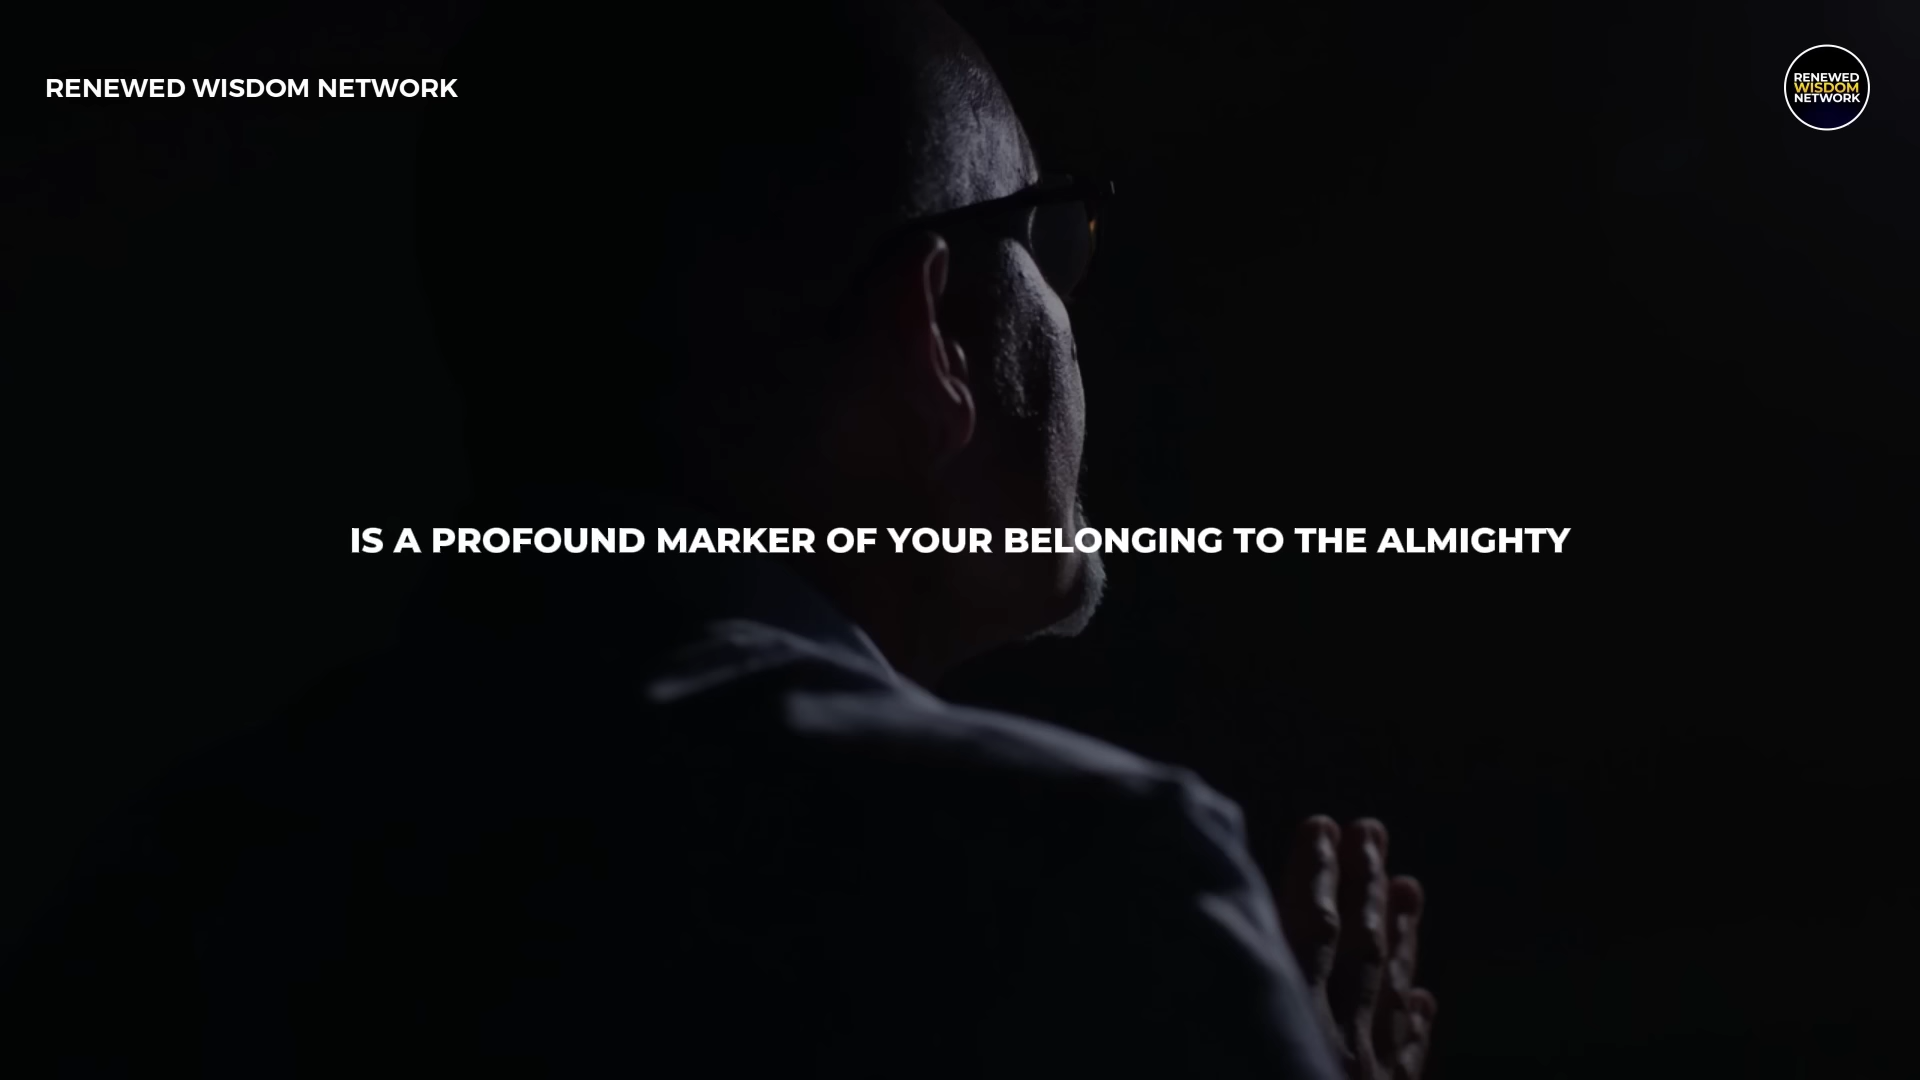 RENEWED WISDOM NETWORK
RENEWED
WISDOM
NETWORK
IS A PROFOUND MARKER OF YOUR BELONGING TO THE ALMIGHTY